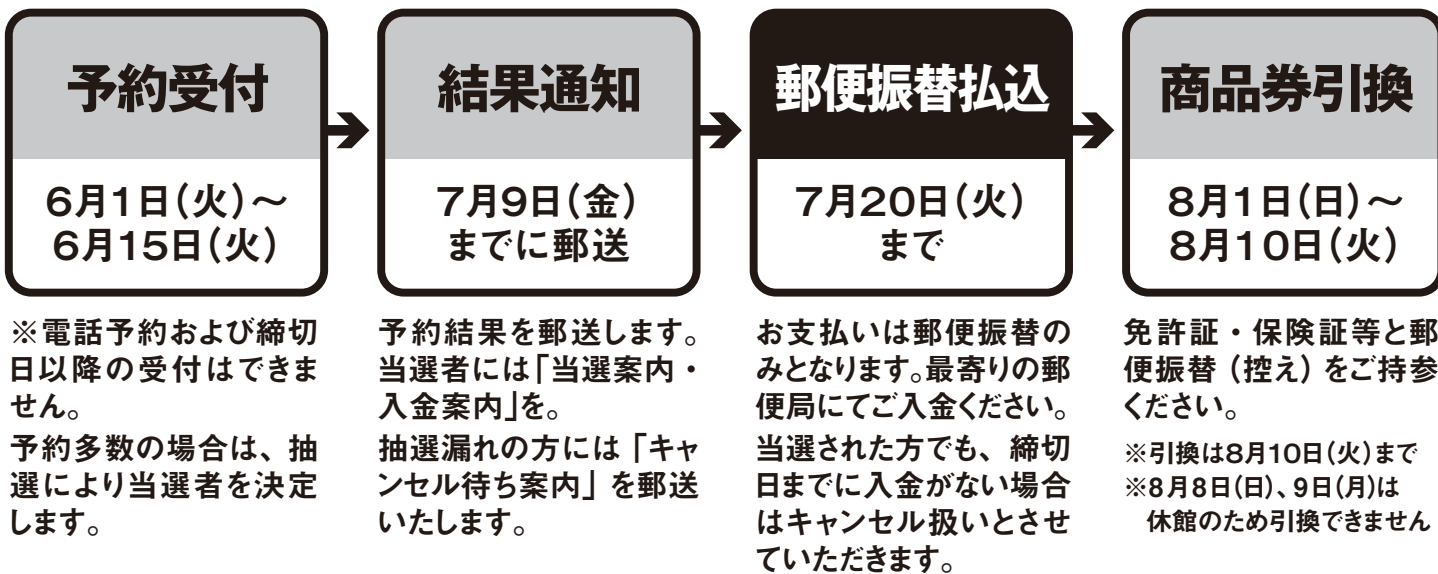 予約受付
6月1日(火)～
6月15日(火)
※電話予約および締切
日以降の受付はできま
せん。
予約多数の場合は、抽
選により当選者を決定
します。
結果通知
7月9日(金)
までに郵送
予約結果を郵送します。
当選者には「当選案内・
入金案内」を。
抽選漏れの方には「キャ
ンセル待ち案内」を郵送
いたします。
郵便振替払込
7月20日(火)
まで
お支払いは郵便振替の
みとなります。最寄りの郵
便局にてご入金ください。
当選された方でも、締切
日までに入金がない場合
はキャンセル扱いとさせ
ていただきます。
商品券引換
8月1日(日)～
8月10日(火)
免許証・保険証等と郵
便振替(控え)をご持参
ください。
※引換は8月10日(火)まで
※8月8日(日)、9日(月)は
休館のため引換できません